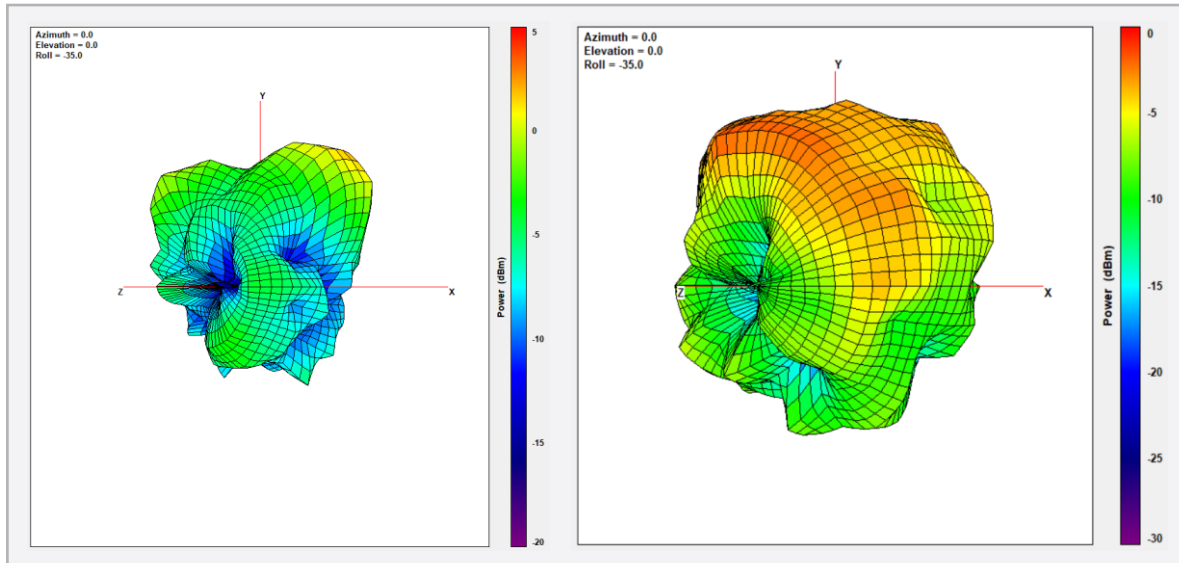 Azimuth = 0.0
Elevation = 0.0
Roll = -35.0
Y
Z
X
5
0
-5
-10
-15
-20
Power (dBm)
Azimuth = 0.0
Elevation = 0.0
Roll = -35.0
Y
Z
X
0
-5
-10
-15
-20
-25
-30
Power (dBm)